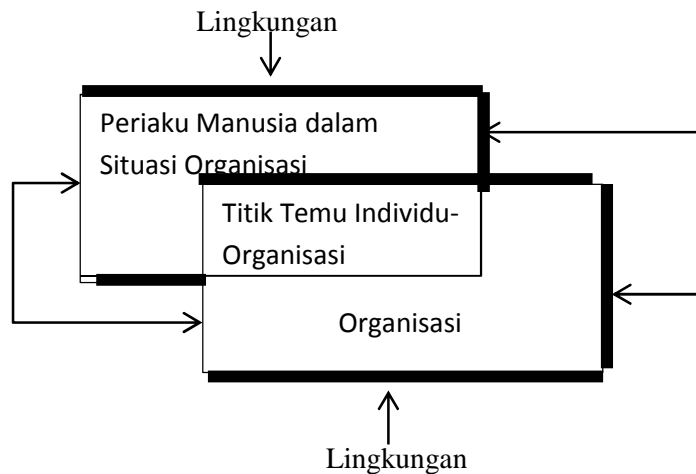 Lingkungan
Periaku Manusia dalam
Situasi Organisasi
Titik Temu Individu-
Organisasi
Organisasi
Lingkungan